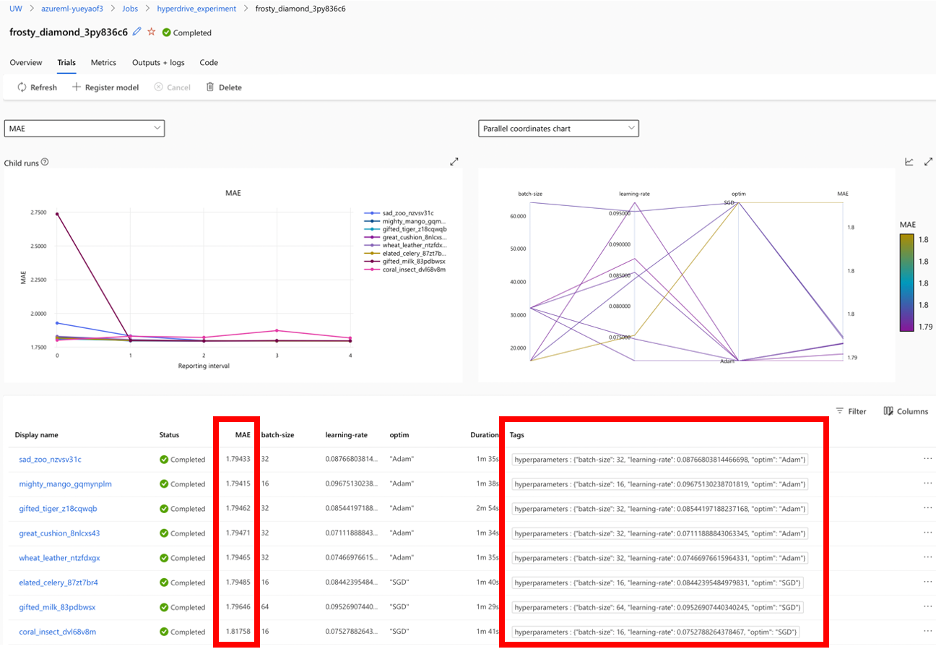 UW > azureml-yueyaof3 > Jobs > hyperdrive_experiment > frosty_diamond_3py836c6
frosty_diamond_3py836c6 Completed
Overview Trials Metrics Outputs + logs Code
Refresh Register model Cancel Delete
MAE
Parallel coordinates chart
Child runs
MAE
2.7500
2.5000
2.2500
2.0000
1.7500
MAE
0 1 2 3 4
Reporting interval
sad_zoo_nzvsv31c
mighty_mango_gqm...
gifted_tiger_z18cqwqb
great_cushion_8nlcxs...
wheat_leather_ntzfdx...
elated_celery_87zt7b...
gifted_milk_83pdbwsx
coral_insect_dvl68v8m
batch-size learning-rate optim MAE
60.000
50.000
40.000
30.000
20.000
0.095000
0.090000
0.085000
0.080000
0.075000
SGD
Adam
1.8
1.8
1.8
1.79
MAE
1.8
1.8
1.8
1.8
1.79
Filter Columns
Display name Status MAE batch-size learning-rate optim Duration Tags
sad_zoo_nzvsv31c Completed 1.79433 32 0.08766803814... "Adam" 1m 35s hyperparameters : {"batch-size": 32, "learning-rate": 0.08766803814466698, "optim": "Adam"} ...
mighty_mango_gqmynplm Completed 1.79415 16 0.09675130238... "Adam" 1m 38s hyperparameters : {"batch-size": 16, "learning-rate": 0.09675130238701819, "optim": "Adam"} ...
gifted_tiger_z18cqwqb Completed 1.79462 32 0.08544197188... "Adam" 2m 54s hyperparameters : {"batch-size": 32, "learning-rate": 0.08544197188237168, "optim": "Adam"} ...
great_cushion_8nlcxs43 Completed 1.79471 32 0.07111888843... "Adam" 1m 34s hyperparameters : {"batch-size": 32, "learning-rate": 0.07111888843063345, "optim": "Adam"} ...
wheat_leather_ntzfdxgx Completed 1.79465 32 0.07466976615... "Adam" 1m 35s hyperparameters : {"batch-size": 32, "learning-rate": 0.07466976615964331, "optim": "Adam"} ...
elated_celery_87zt7br4 Completed 1.79485 16 0.08442395484... "SGD" 1m 40s hyperparameters : {"batch-size": 16, "learning-rate": 0.08442395484979831, "optim": "SGD"} ...
gifted_milk_83pdbwsx Completed 1.79646 64 0.09526907440... "SGD" 1m 29s hyperparameters : {"batch-size": 64, "learning-rate": 0.09526907440340245, "optim": "SGD"} ...
coral_insect_dvl68v8m Completed 1.81758 16 0.07527882643... "SGD" 1m 41s hyperparameters : {"batch-size": 16, "learning-rate": 0.0752788264378467, "optim": "SGD"} ...